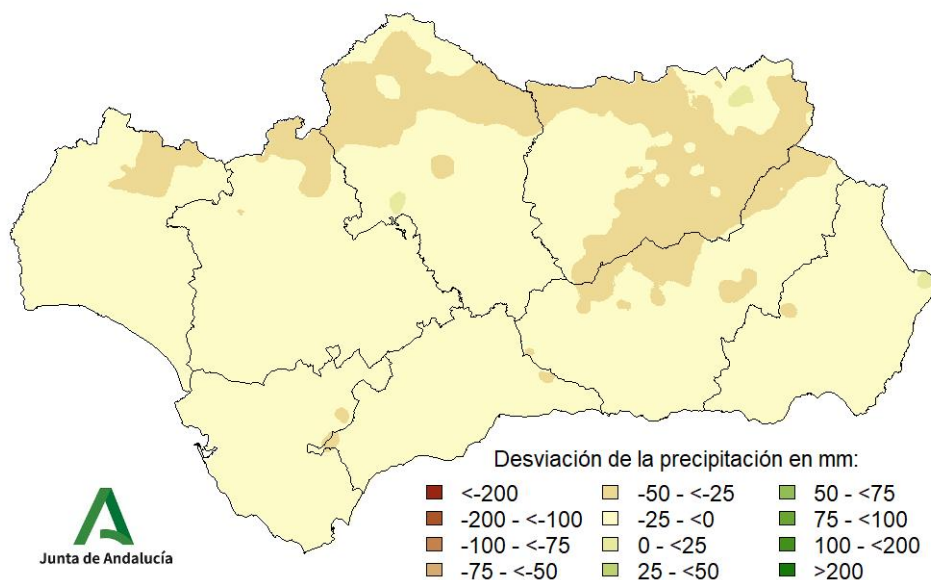 Desviación de la precipitación en mm:
<-200
-200 - <-100
-100 - <-75
-75 - <-50
-50 - <-25
-25 - <0
0 - <25
25 - <50
50 - <75
75 - <100
100 - <200
>200
Junta de Andalucía